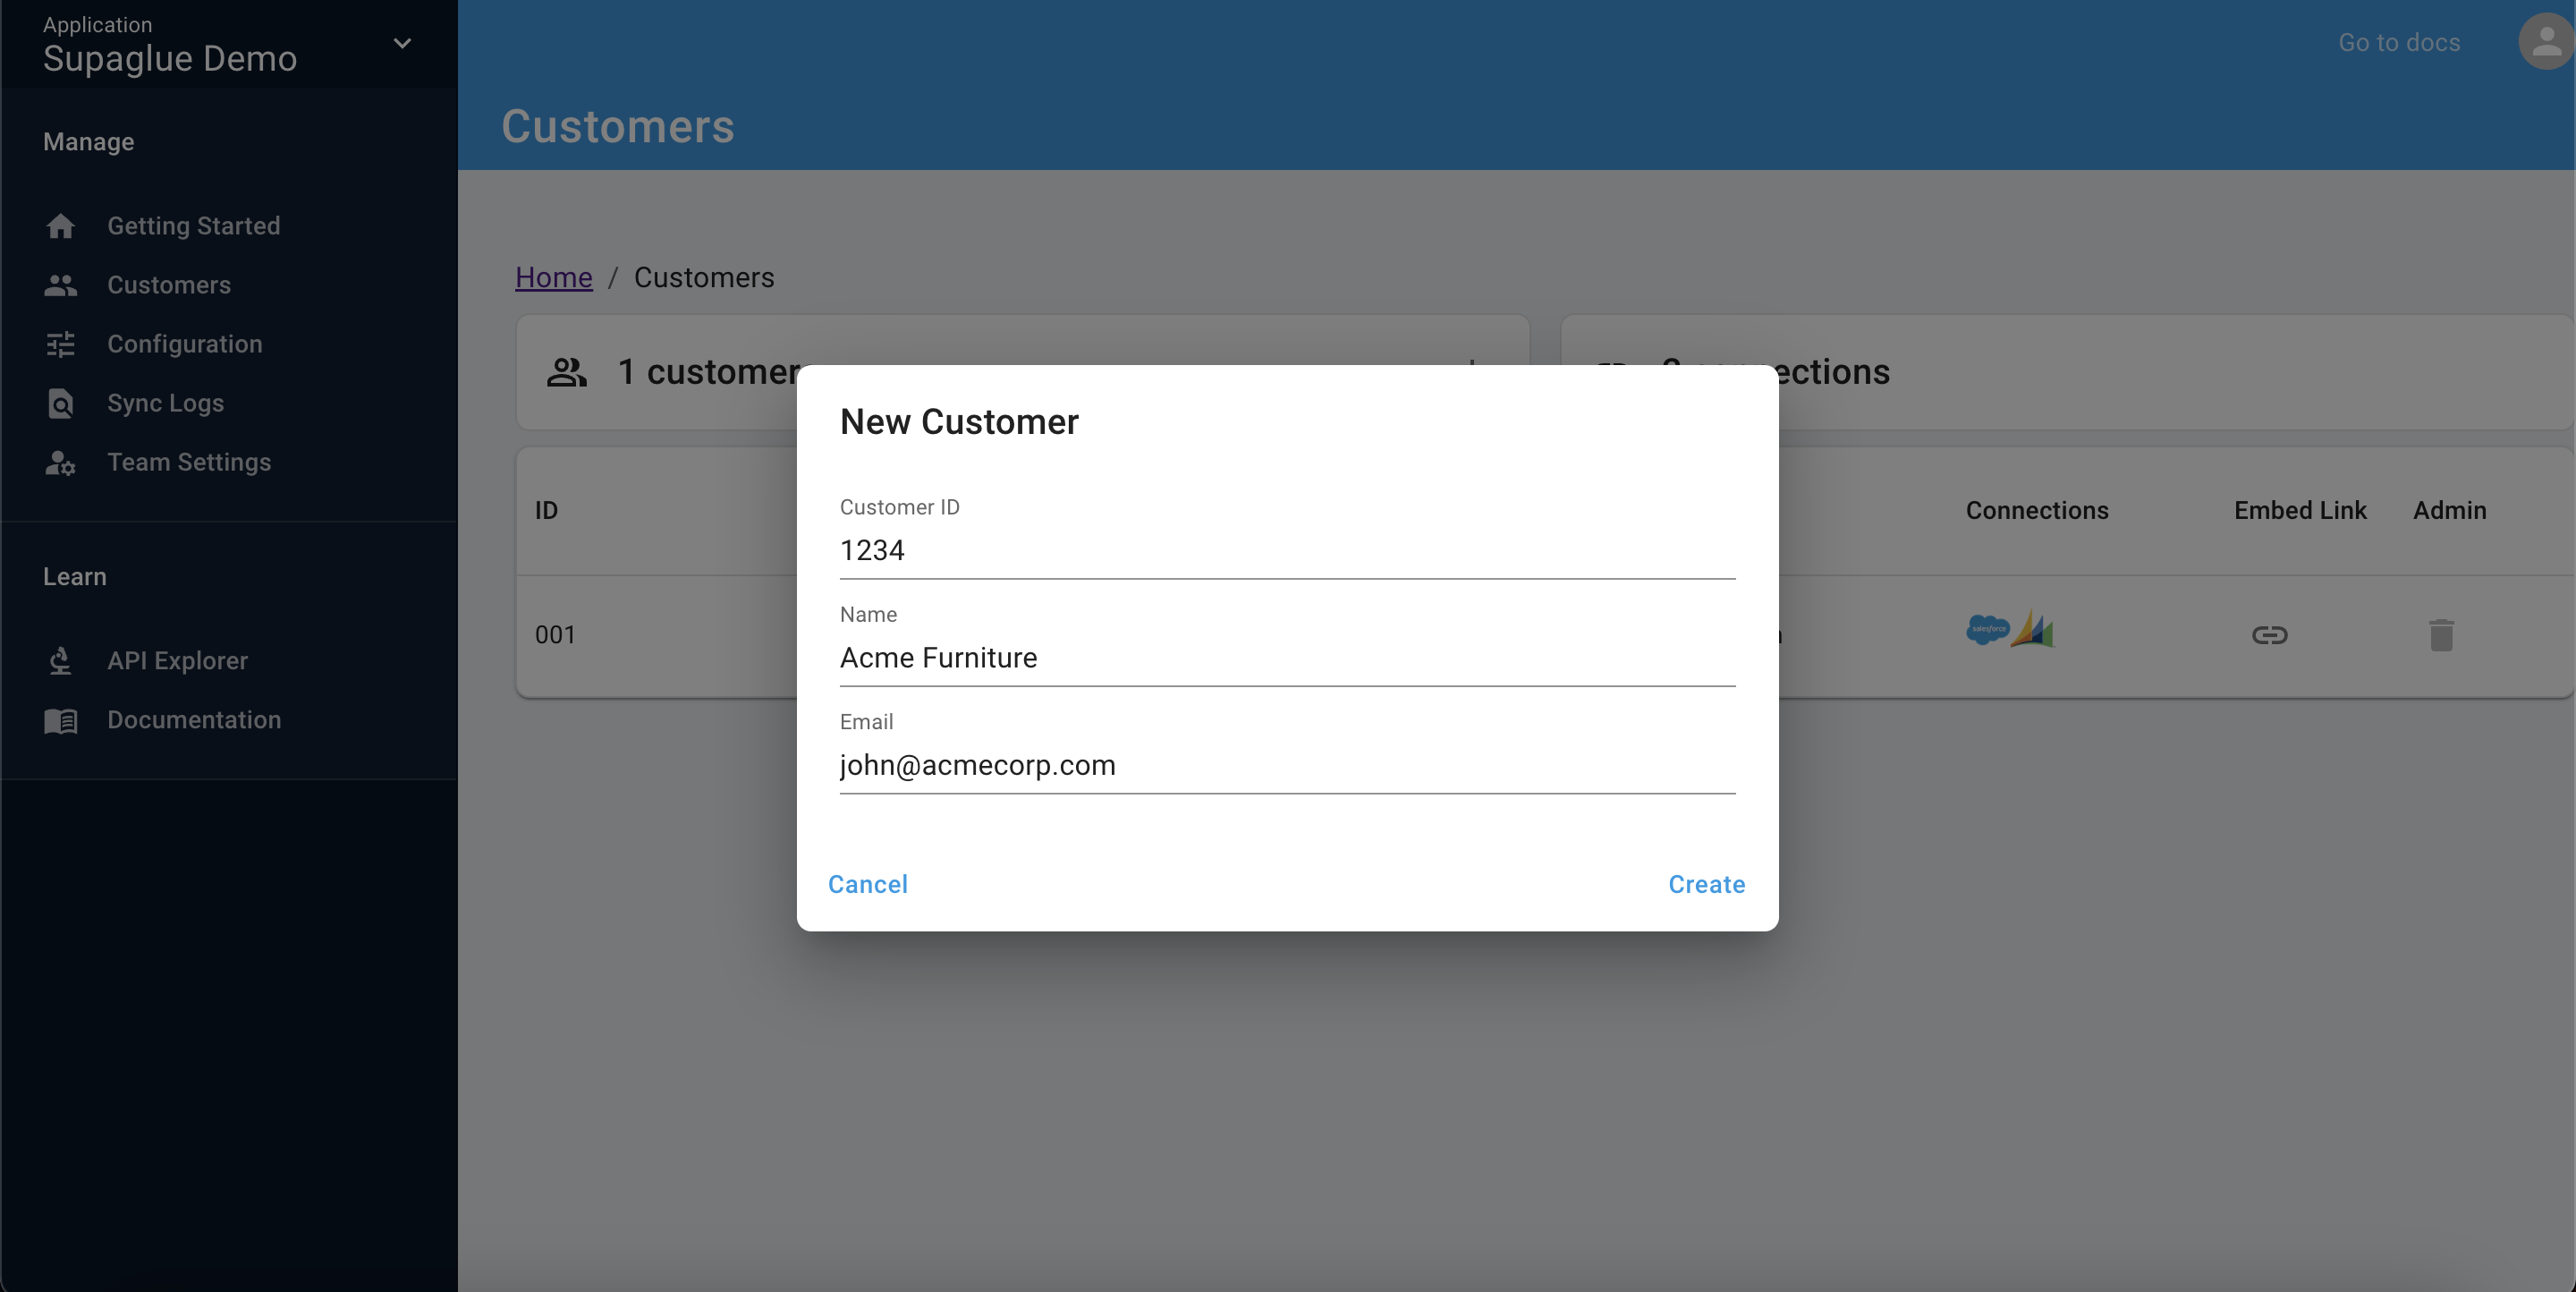 Application
Supaglue Demo
Manage
Getting Started
Customers
Configuration
Sync Logs
Team Settings
Learn
API Explorer
Documentation
Go to docs
Customers
Home / Customers
1 customer
ID
Connections
Embed Link
Admin
001
salesforce
New Customer
Customer ID
1234
Name
Acme Furniture
Email
john@acmecorp.com
Cancel
Create